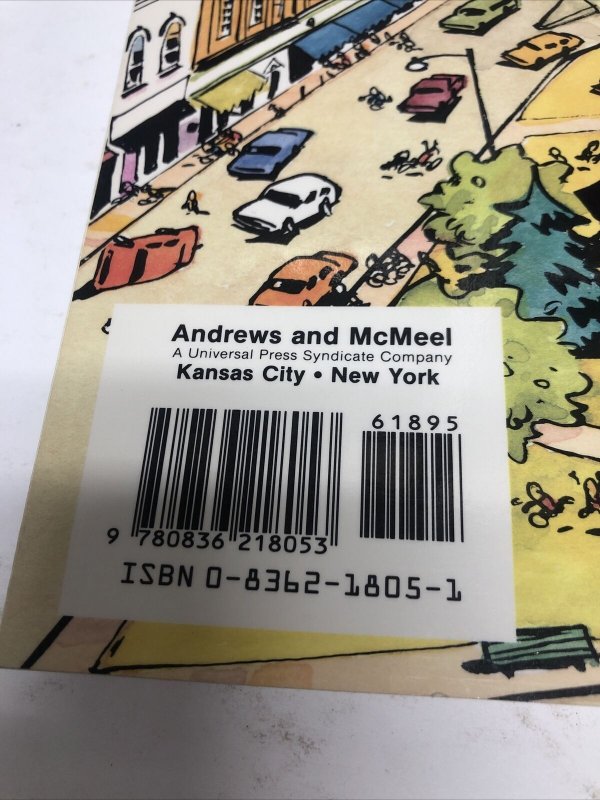 Andrews and McMeel
A Universal Press Syndicate Company
Kansas City • New York
61895
9 780836 218053
ISBN 0-8362-1805-1